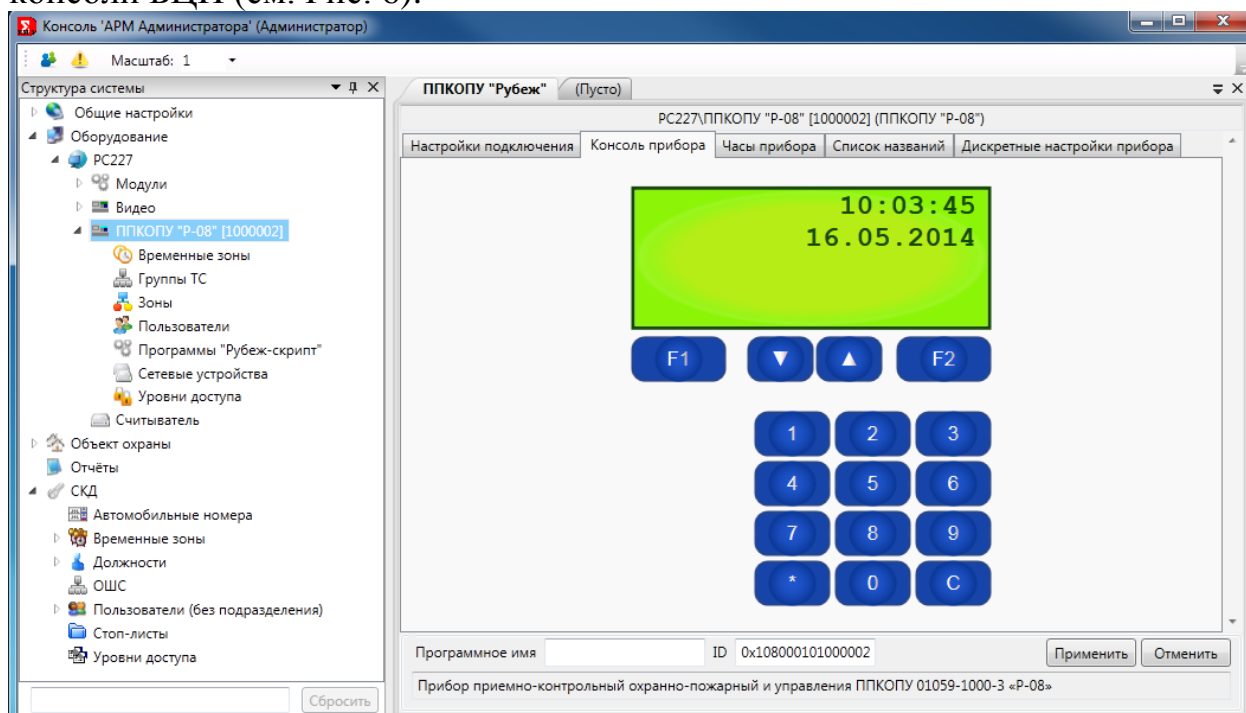 консоли БЦП (см. Рис. 8).
Консоль 'АРМ Администратора' (Администратор)
Масштаб: 1
Структура системы
Общие настройки
Оборудование
PC227
Модули
Видео
ППКОПУ "Р-08" [1000002]
Временные зоны
Группы ТС
Зоны
Пользователи
Программы "Рубеж-скрипт"
Сетевые устройства
Уровни доступа
Считыватель
Объект охраны
Отчёты
СКД
Автомобильные номера
Временные зоны
Должности
ОШС
Пользователи (без подразделения)
Стоп-листы
Уровни доступа
Сбросить
ППКОПУ "Рубеж" (Пусто)
PC227\ППКОПУ "Р-08" [1000002] (ППКОПУ "Р-08")
Настройки подключения Консоль прибора Часы прибора Список названий Дискретные настройки прибора
10:03:45
16.05.2014
F1 ▼ ▲ F2
1 2 3
4 5 6
7 8 9
* 0 C
Программное имя ID 0x108000101000002 Применить Отменить
Прибор приемно-контрольный охранно-пожарный и управления ППКОПУ 01059-1000-3 «Р-08»